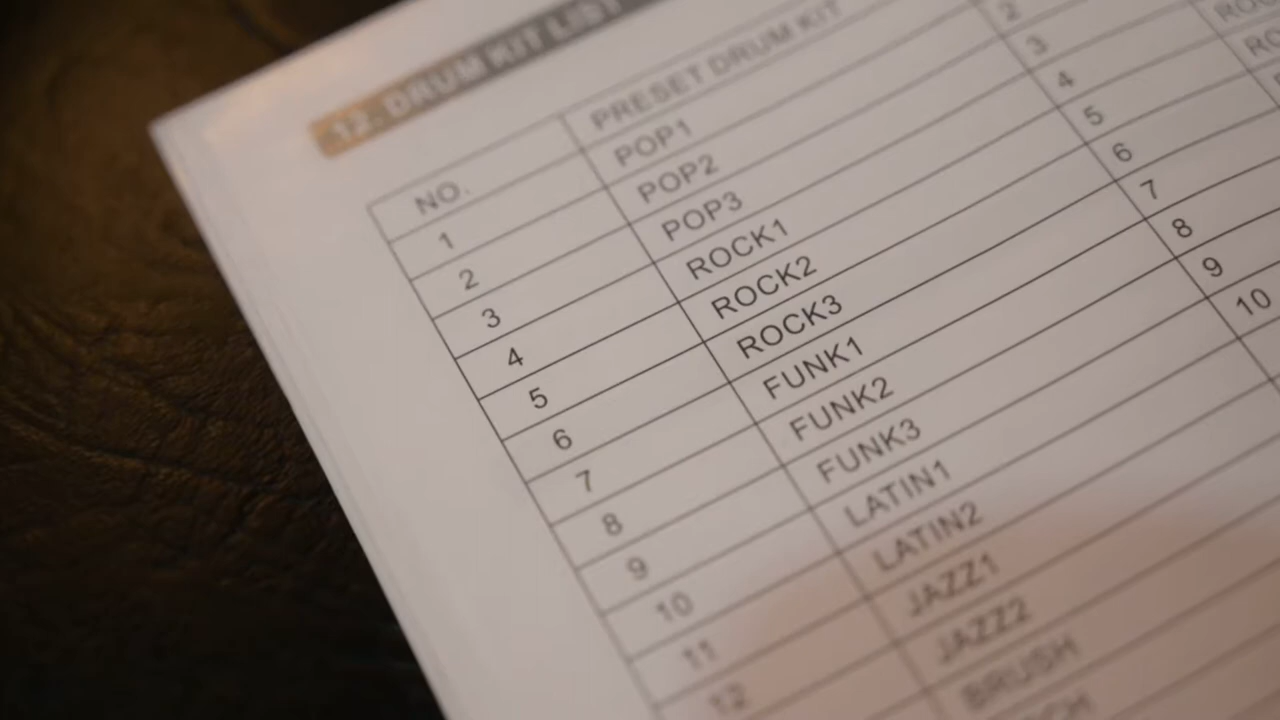 12. DRUM KIT LIST
NO. PRESET DRUM KIT
1 POP1
2 POP2 2
3 POP3 3
4 ROCK1 4
5 ROCK2 5
6 ROCK3 6
7 FUNK1 7
8 FUNK2 8
9 FUNK3 9
10 LATIN1 10
11 LATIN2
12 JAZZ1
JAZZ2
BRUSH